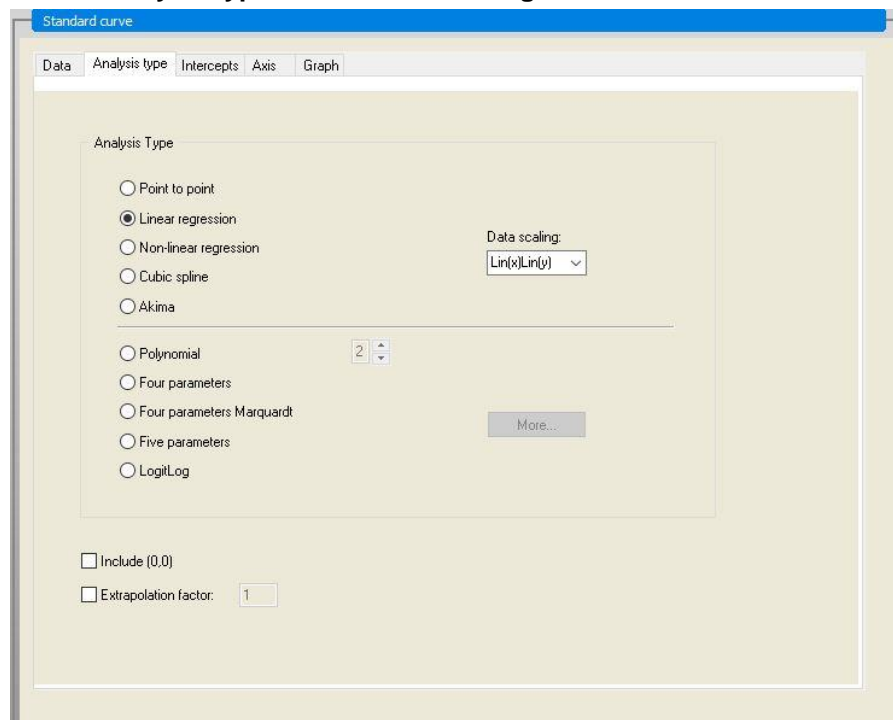 Standard curve
Data Analysis type Intercepts Axis Graph
Analysis Type
Point to point
Linear regression
Non-linear regression
Data scaling:
Lin(x)Lin(y)
Cubic spline
Akima
Polynomial 2
Four parameters
Four parameters Marquardt
More...
Five parameters
LogitLog
Include (0,0)
Extrapolation factor: 1